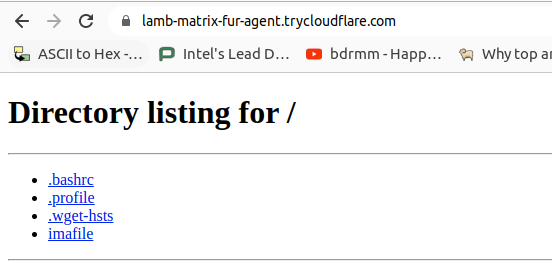 lamb-matrix-fur-agent.trycloudflare.com
ASCII to Hex -... Intel's Lead D... bdrmm - Happ... Why top ar
Directory listing for /
.bashrc
.profile
.wget-hsts
imafile